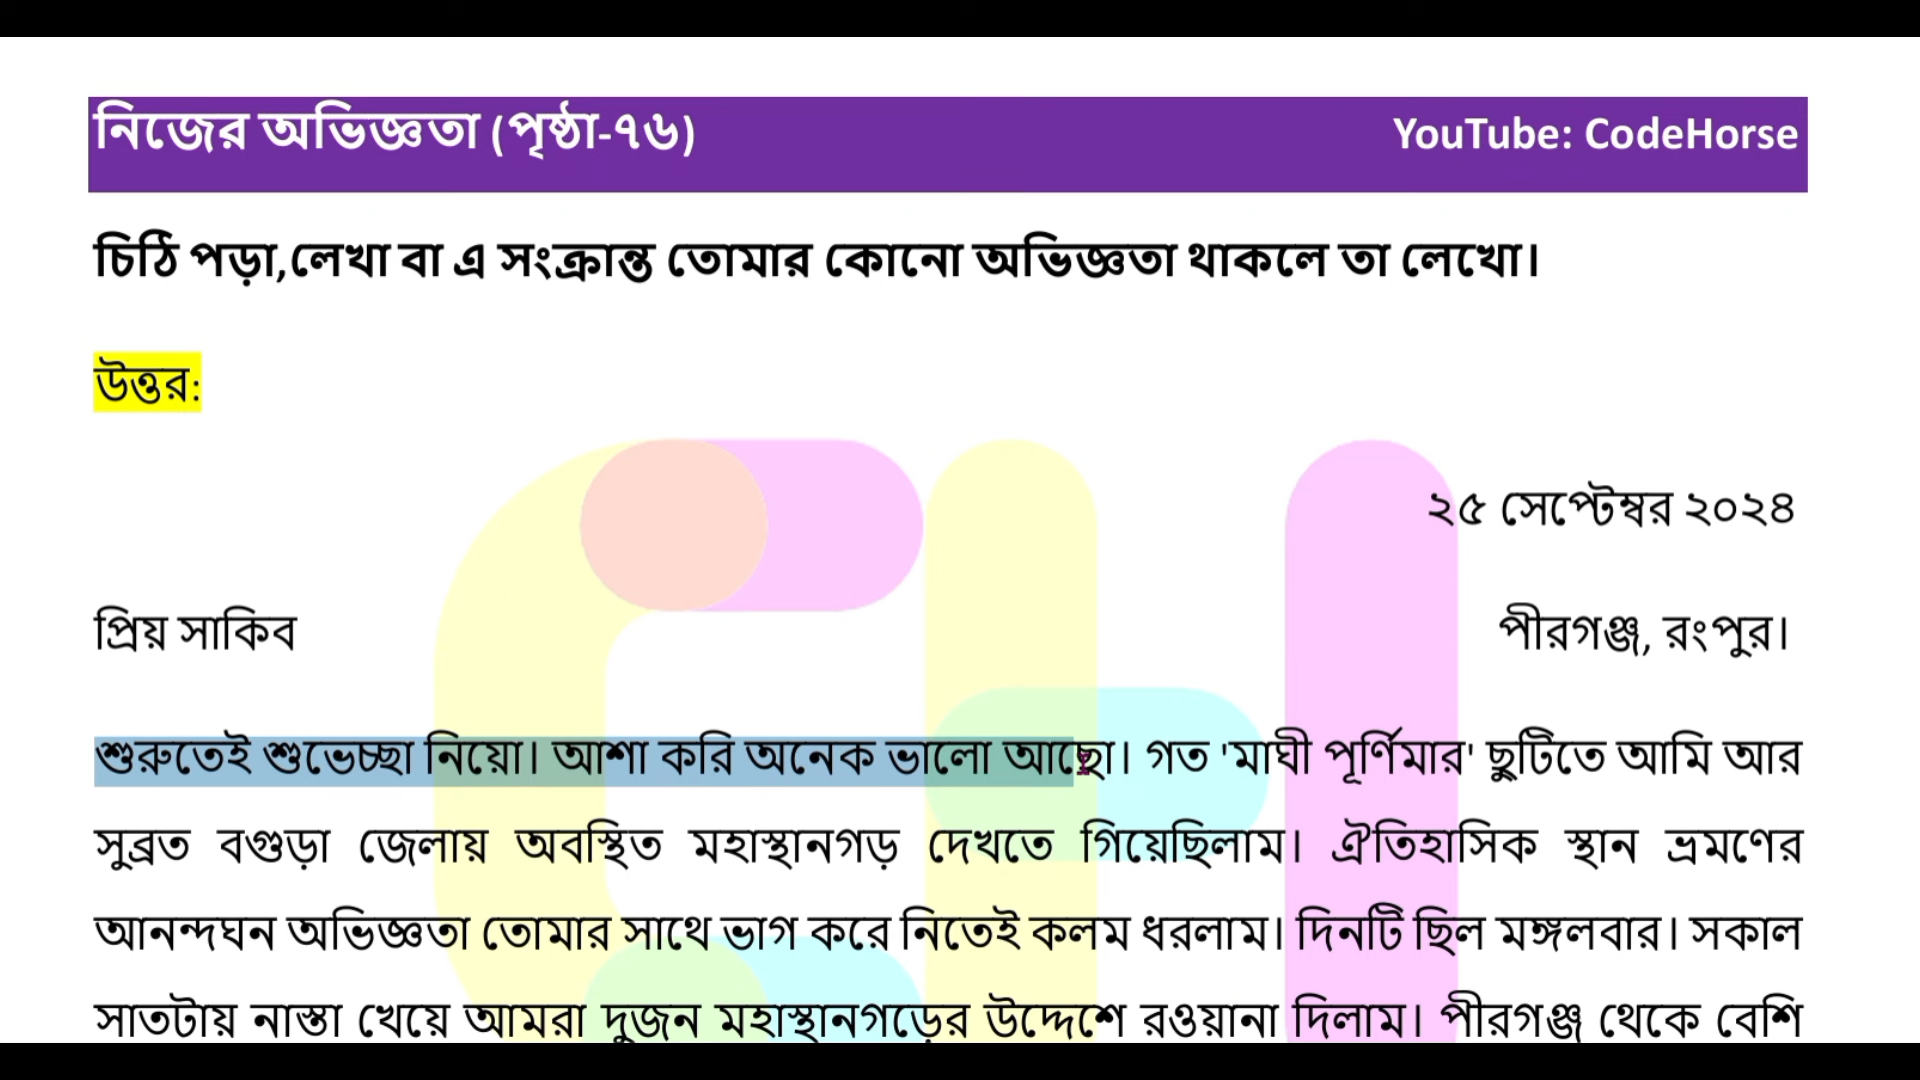 নিজের অভিজ্ঞতা (পৃষ্ঠা-৭৬) YouTube: CodeHorse
চিঠি পড়া,লেখা বা এ সংক্রান্ত তোমার কোনো অভিজ্ঞতা থাকলে তা লেখো।
উত্তর:
২৫ সেপ্টেম্বর ২০২৪
প্রিয় সাকিব পীরগঞ্জ, রংপুর।
শুরুতেই শুভেচ্ছা নিয়ো। আশা করি অনেক ভালো আছো। গত 'মাঘী পূর্ণিমার' ছুটিতে আমি আর
সুব্রত বগুড়া জেলায় অবস্থিত মহাস্থানগড় দেখতে গিয়েছিলাম। ঐতিহাসিক স্থান ভ্রমণের
আনন্দঘন অভিজ্ঞতা তোমার সাথে ভাগ করে নিতেই কলম ধরলাম। দিনটি ছিল মঙ্গলবার। সকাল
সাতটায় নাস্তা খেয়ে আমরা দুজন মহাস্থানগড়ের উদ্দেশে রওয়ানা দিলাম। পীরগঞ্জ থেকে বেশি